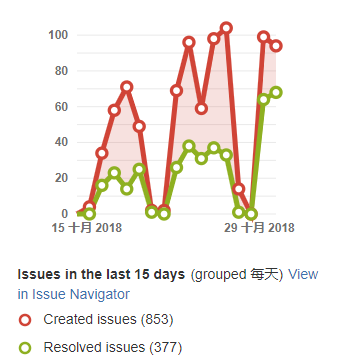 100
80
60
40
20
0
15 十月 2018 29 十月 2018
Issues in the last 15 days (grouped 每天) View
in Issue Navigator
Created issues (853)
Resolved issues (377)